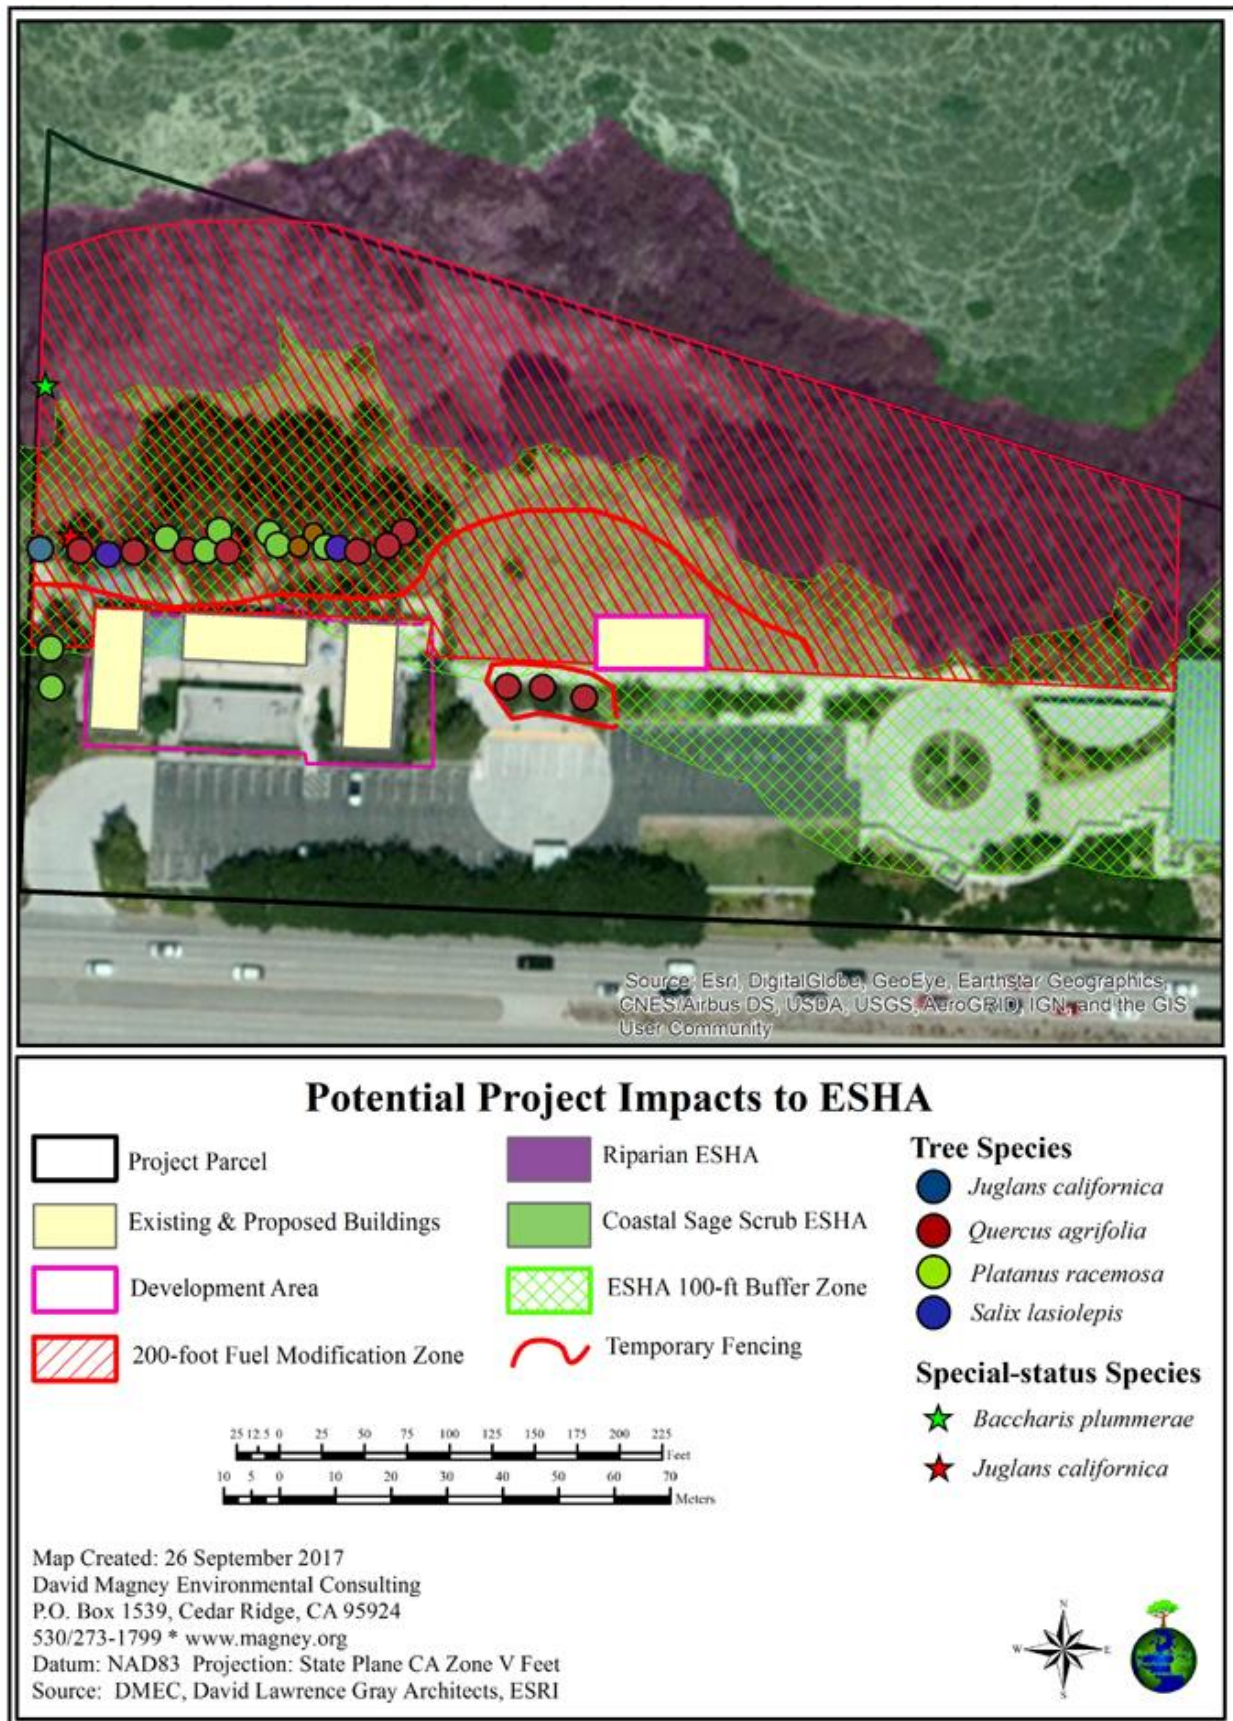 Source: Esri, DigitalGlobe, GeoEye, Earthstar Geographics,
CNES/Airbus DS, USDA, USGS, AeroGRID, IGN, and the GIS
User Community
Potential Project Impacts to ESHA
Project Parcel
Existing & Proposed Buildings
Development Area
200-foot Fuel Modification Zone
Riparian ESHA
Coastal Sage Scrub ESHA
ESHA 100-ft Buffer Zone
Temporary Fencing
Tree Species
Juglans californica
Quercus agrifolia
Platanus racemosa
Salix lasiolepis
Special-status Species
Baccharis plummerae
Juglans californica
25 12.5 0 25 50 75 100 125 150 175 200 225
Feet
10 5 0 10 20 30 40 50 60 70
Meters
Map Created: 26 September 2017
David Magney Environmental Consulting
P.O. Box 1539, Cedar Ridge, CA 95924
530/273-1799 * www.magney.org
Datum: NAD83 Projection: State Plane CA Zone V Feet
Source: DMEC, David Lawrence Gray Architects, ESRI
N
W E
S